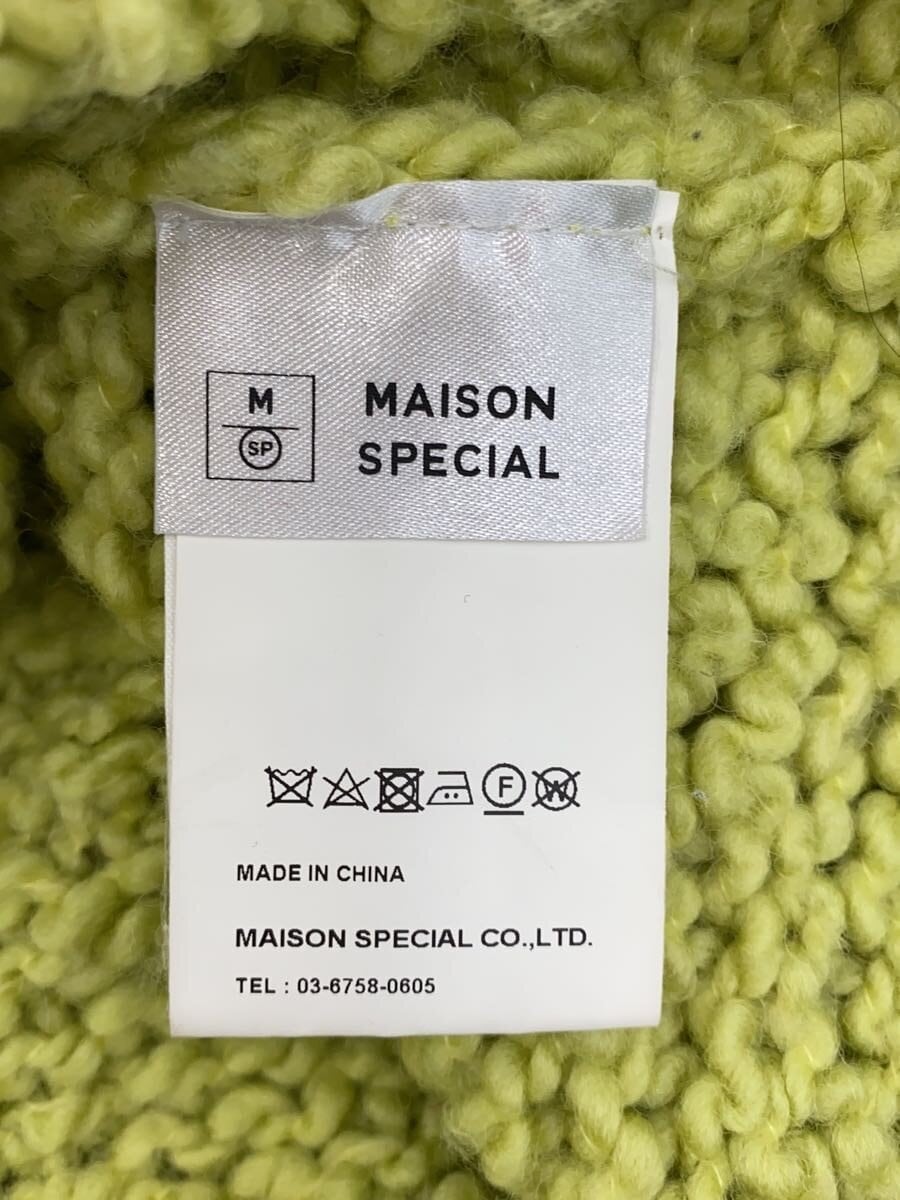 M
SP
MAISON
SPECIAL
F
W
MADE IN CHINA
MAISON SPECIAL CO.,LTD.
TEL : 03-6758-0605